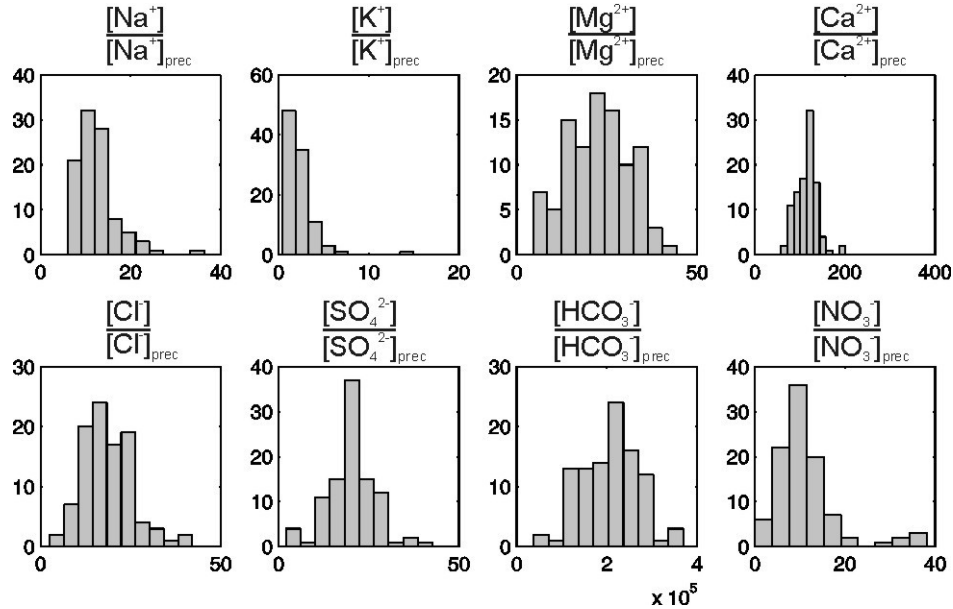 [Na⁺] [K⁺] [Mg²⁺] [Ca²⁺]
[Na⁺]prec [K⁺]prec [Mg²⁺]prec [Ca²⁺]prec
40 60 20 40
30 15 30
40
20 10 20
20
10 5 10
0 0 0 0
0 20 40 0 10 20 0 50 0 200 400
[Cl⁻] [SO₄²⁻] [HCO₃⁻] [NO₃⁻]
[Cl⁻]prec [SO₄²⁻]prec [HCO₃⁻]prec [NO₃⁻]prec
30 40 30 40
30 30
20 20
20 20
10 10
10 10
0 0 0 0
0 50 0 50 0 2 4 0 20 40
x 10⁵